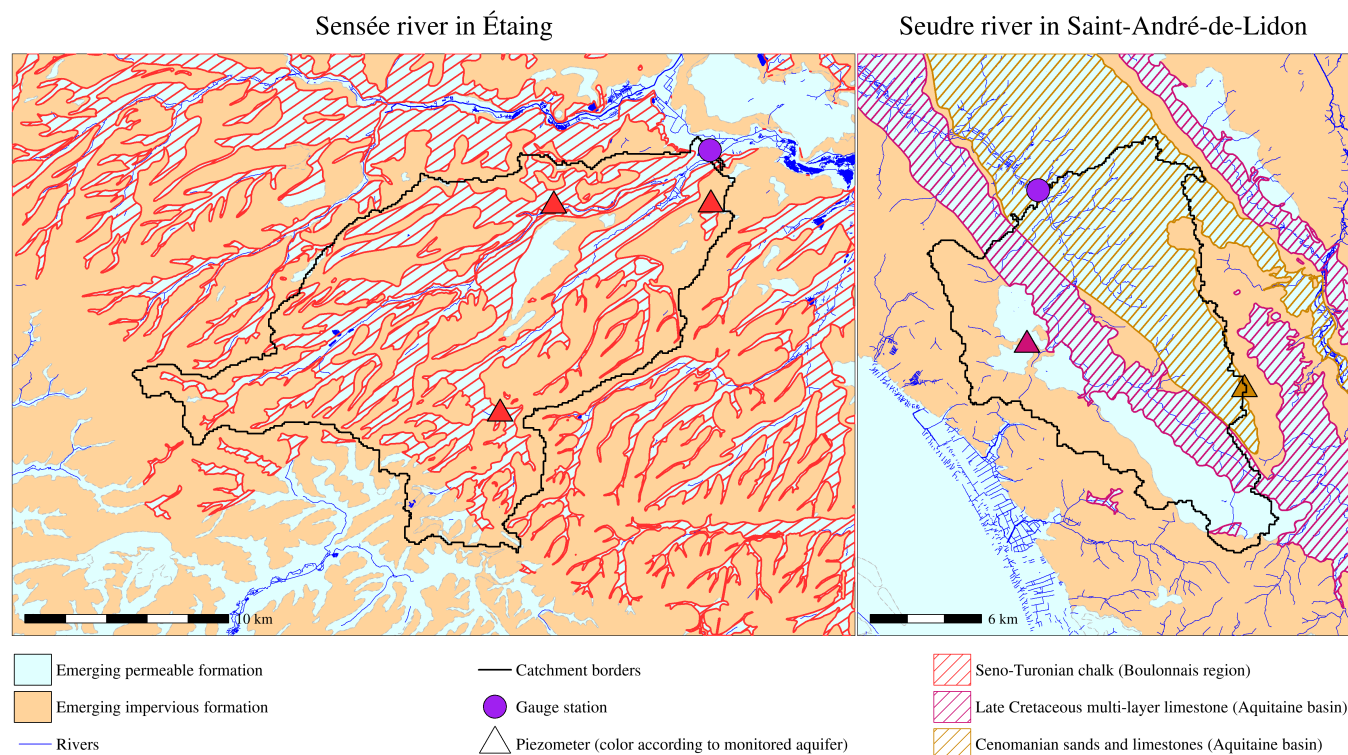 Sensée river in Étaing
Seudre river in Saint-André-de-Lidon
10 km
6 km
Emerging permeable formation
Emerging impervious formation
Rivers
Catchment borders
Gauge station
Piezometer (color according to monitored aquifer)
Seno-Turonian chalk (Boulonnais region)
Late Cretaceous multi-layer limestone (Aquitaine basin)
Cenomanian sands and limestones (Aquitaine basin)